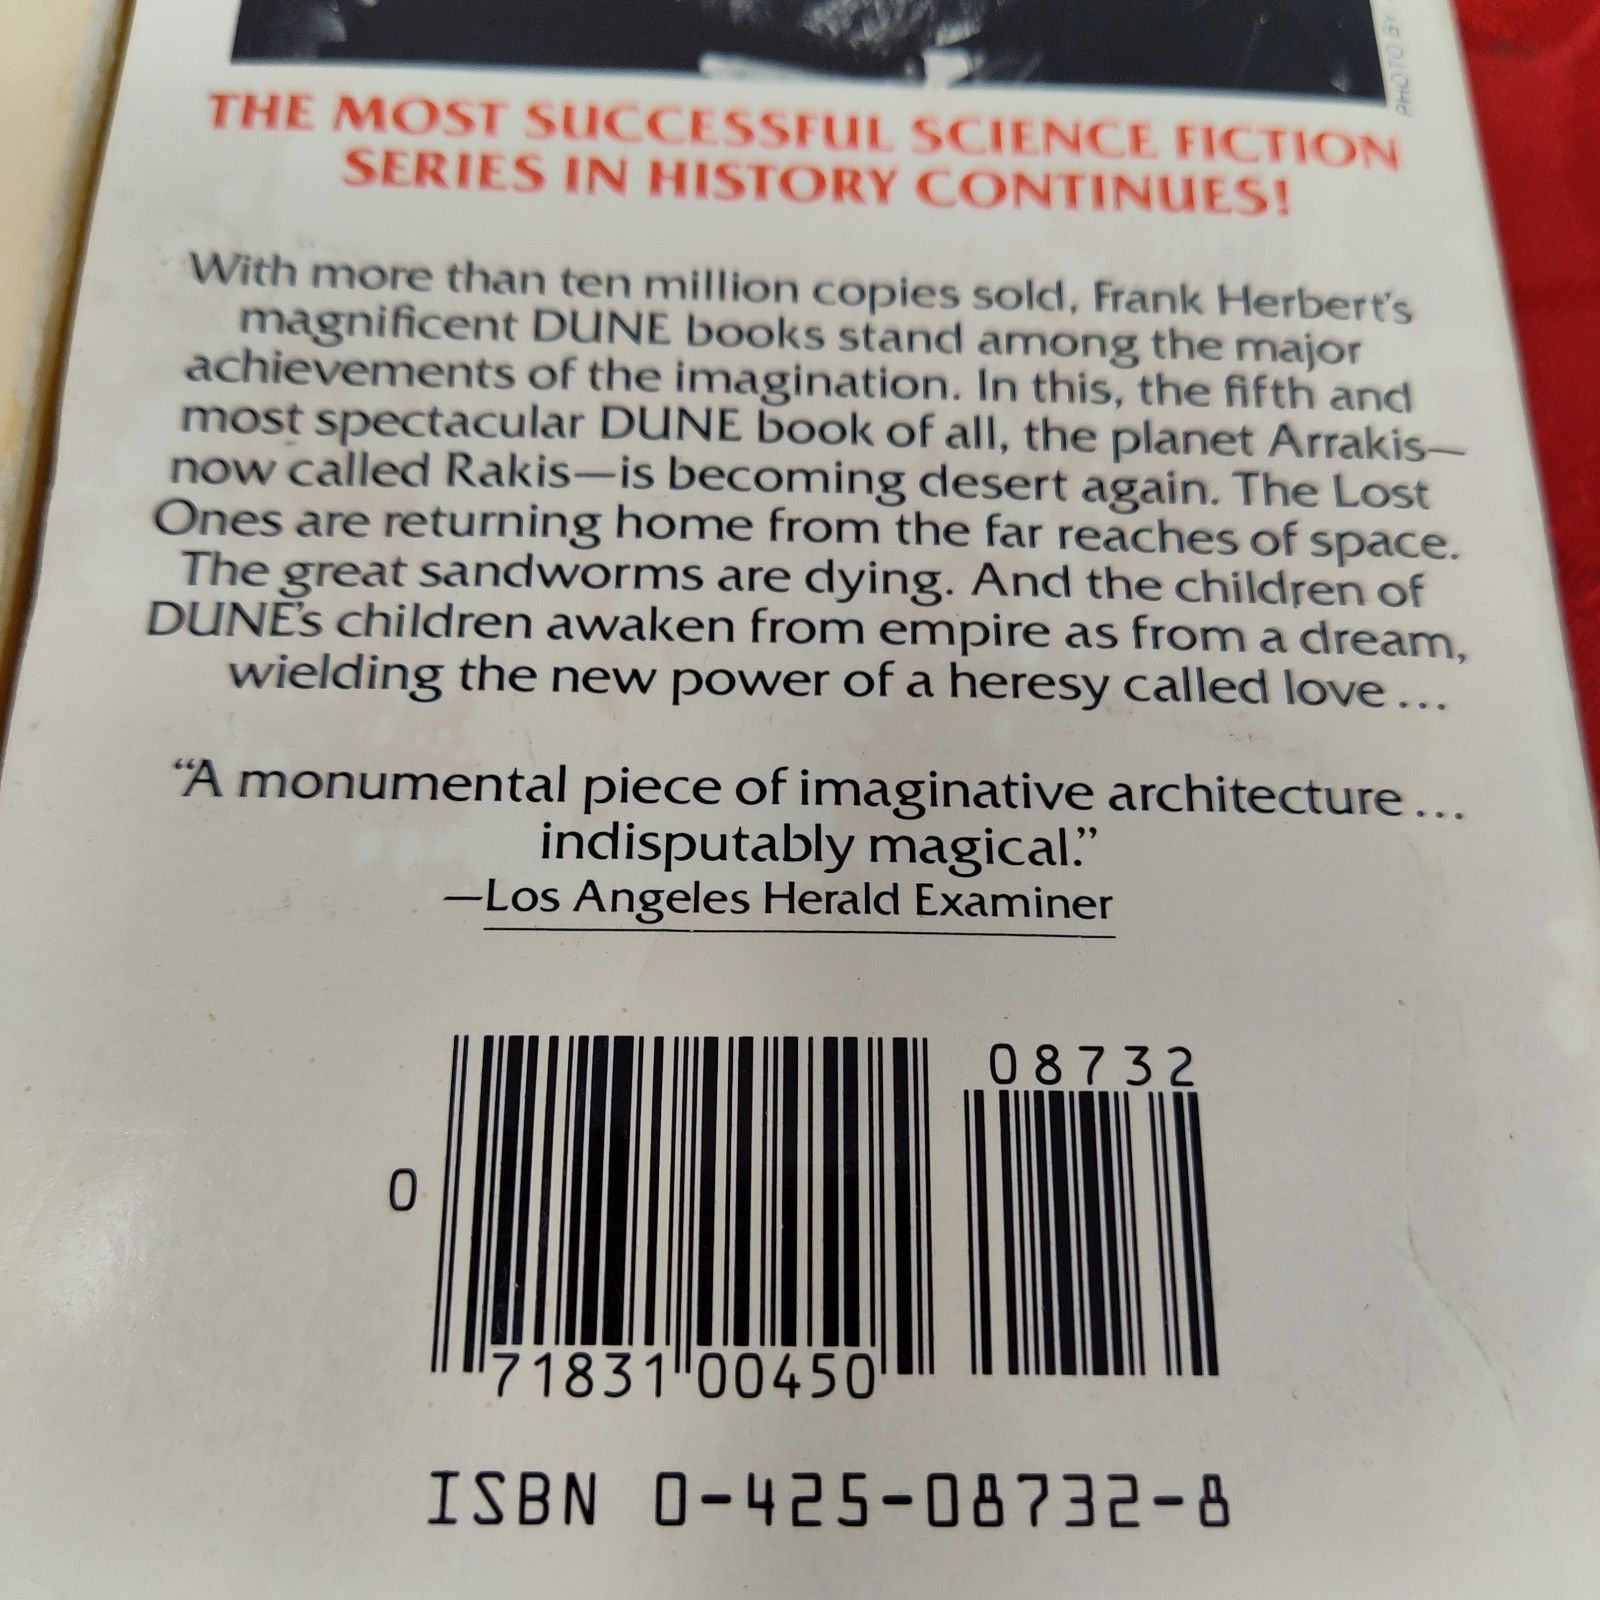 PHOTO BY
THE MOST SUCCESSFUL SCIENCE FICTION
SERIES IN HISTORY CONTINUES!
With more than ten million copies sold, Frank Herbert's
magnificent DUNE books stand among the major
achievements of the imagination. In this, the fifth and
most spectacular DUNE book of all, the planet Arrakis—
now called Rakis—is becoming desert again. The Lost
Ones are returning home from the far reaches of space.
The great sandworms are dying. And the children of
DUNE's children awaken from empire as from a dream,
wielding the new power of a heresy called love...
“A monumental piece of imaginative architecture...
indisputably magical.”
—Los Angeles Herald Examiner
08732
0
71831 00450
ISBN 0-425-08732-8